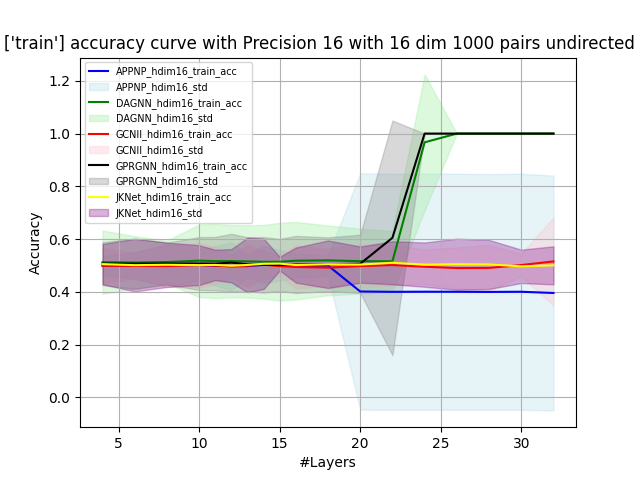 ['train'] accuracy curve with Precision 16 with 16 dim 1000 pairs undirected
APPNP_hdim16_train_acc
APPNP_hdim16_std
DAGNN_hdim16_train_acc
DAGNN_hdim16_std
GCNII_hdim16_train_acc
GCNII_hdim16_std
GPRGNN_hdim16_train_acc
GPRGNN_hdim16_std
JKNet_hdim16_train_acc
JKNet_hdim16_std
1.2
1.0
0.8
0.6
0.4
0.2
0.0
Accuracy
5 10 15 20 25 30
#Layers